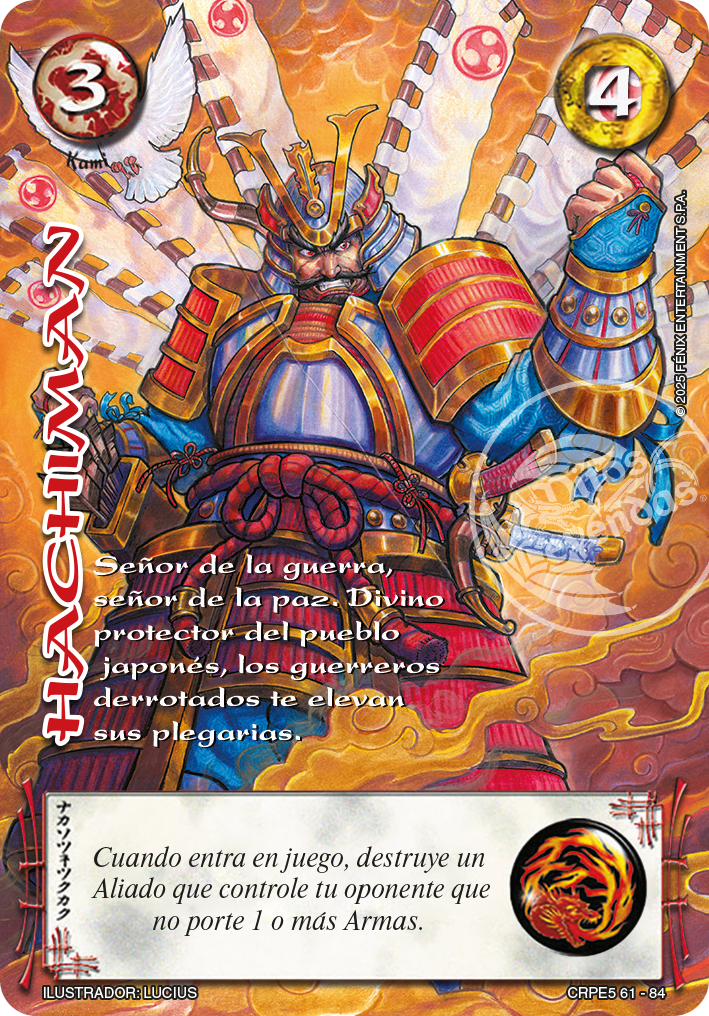 3
4
Kami
HACHIMAN
© 2025 FÉNIX ENTERTAINMENT S.P.A.
MITOS
LEYENDAS
Señor de la guerra,
señor de la paz. Divino
protector del pueblo
japonés, los guerreros
derrotados te elevan
sus plegarias.
ナカソツェツクカク
Cuando entra en juego, destruye un
Aliado que controle tu oponente que
no porte 1 o más Armas.
ILUSTRADOR: LUCIUS
CRPE5 61 - 84